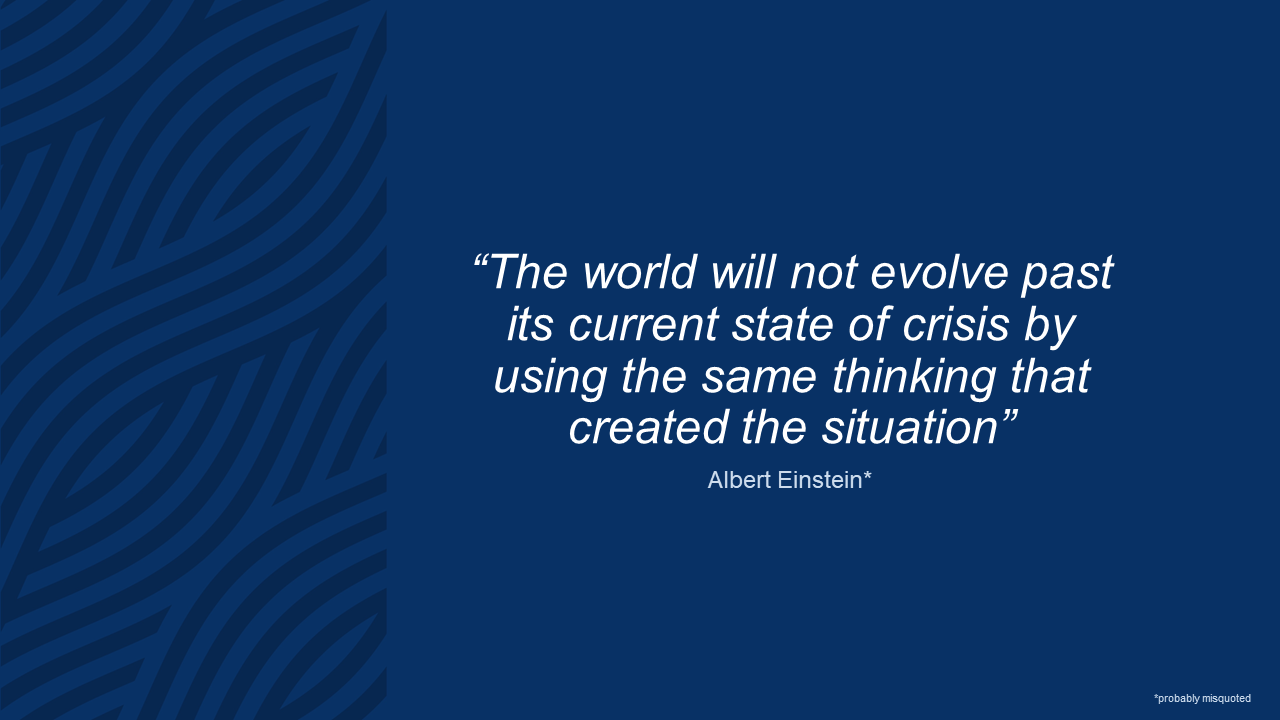 “The world will not evolve past
its current state of crisis by
using the same thinking that
created the situation”
Albert Einstein*
*probably misquoted